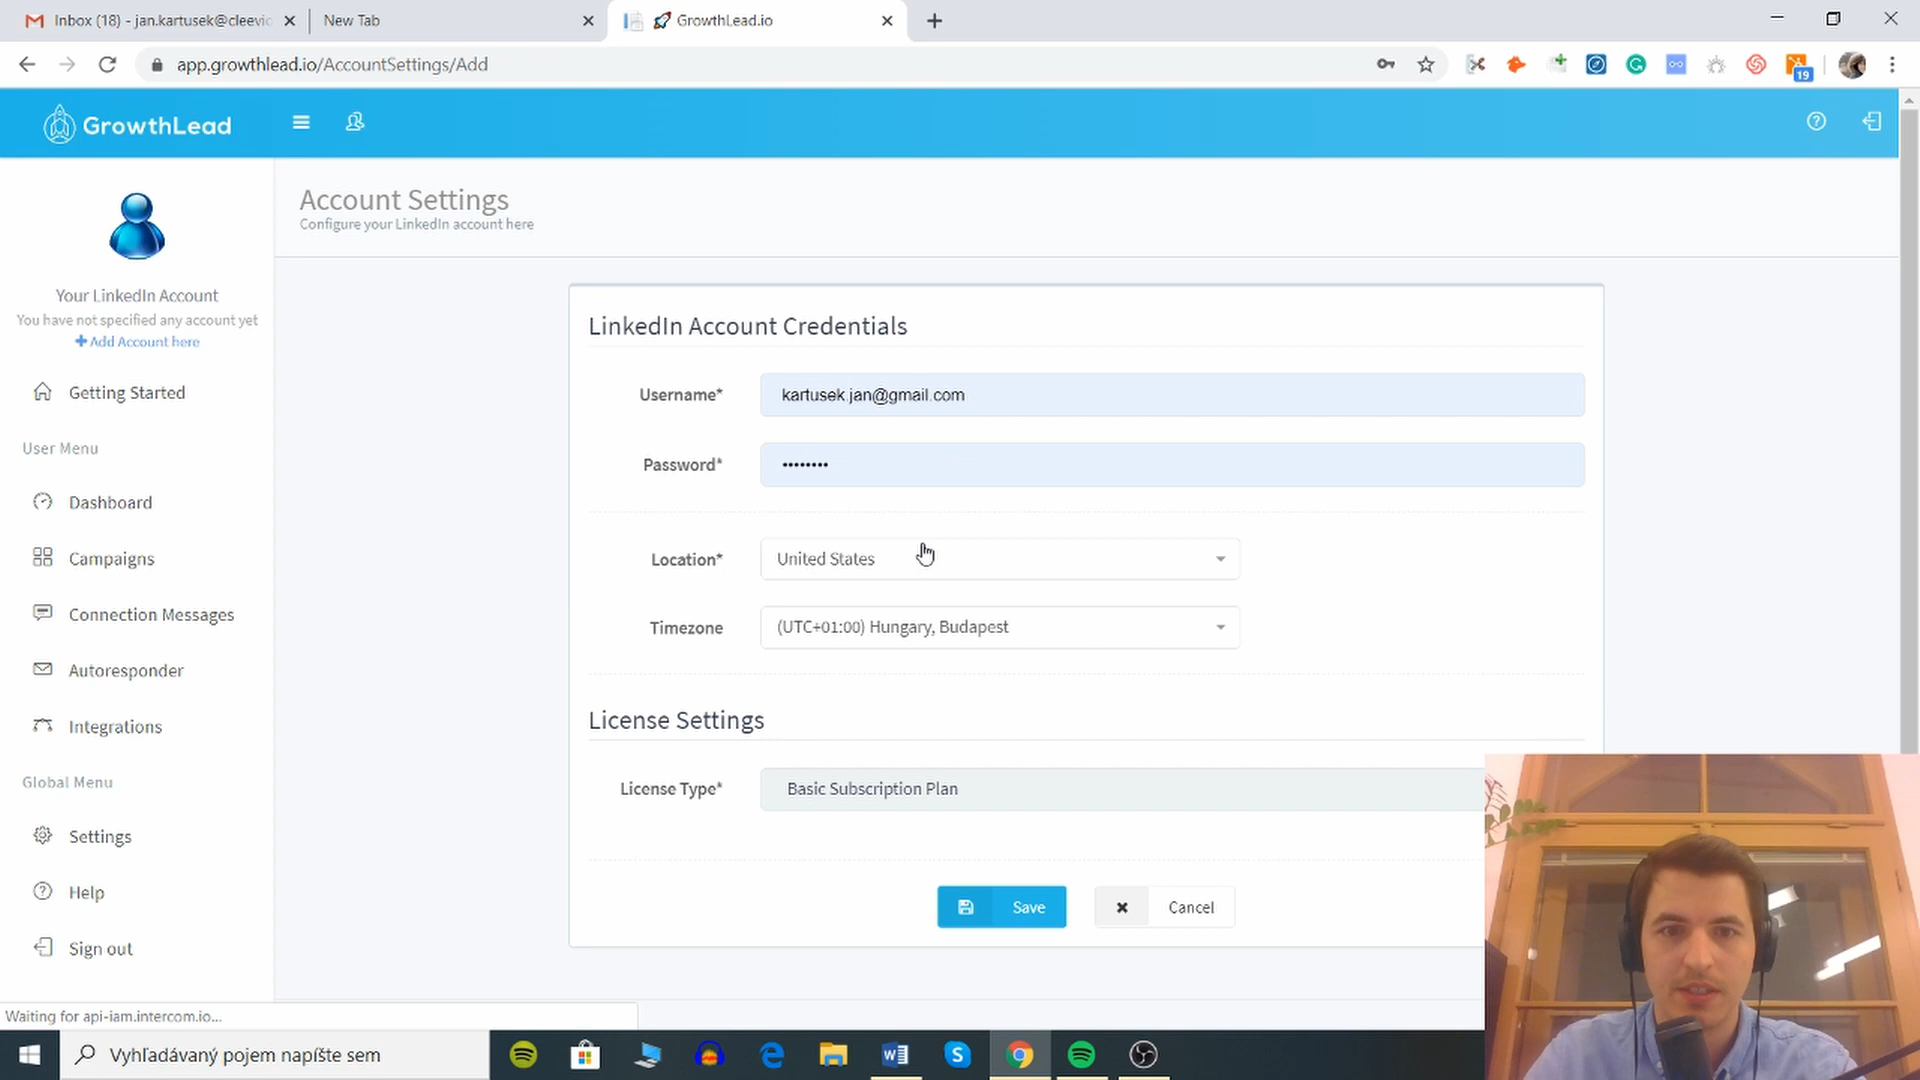 Inbox (18) - jan.kartusek@cleevio
New Tab
GrowthLead.io
app.growthlead.io/AccountSettings/Add
19
GrowthLead
Account Settings
Configure your LinkedIn account here
Your LinkedIn Account
You have not specified any account yet
Add Account here
Getting Started
User Menu
Dashboard
Campaigns
Connection Messages
Autoresponder
Integrations
Global Menu
Settings
Help
Sign out
LinkedIn Account Credentials
Username*
kartusek.jan@gmail.com
Password*
••••••••
Location*
United States
Timezone
(UTC+01:00) Hungary, Budapest
License Settings
License Type*
Basic Subscription Plan
Save
Cancel
Waiting for api-iam.intercom.io...
Vyhľadávaný pojem napíšte sem